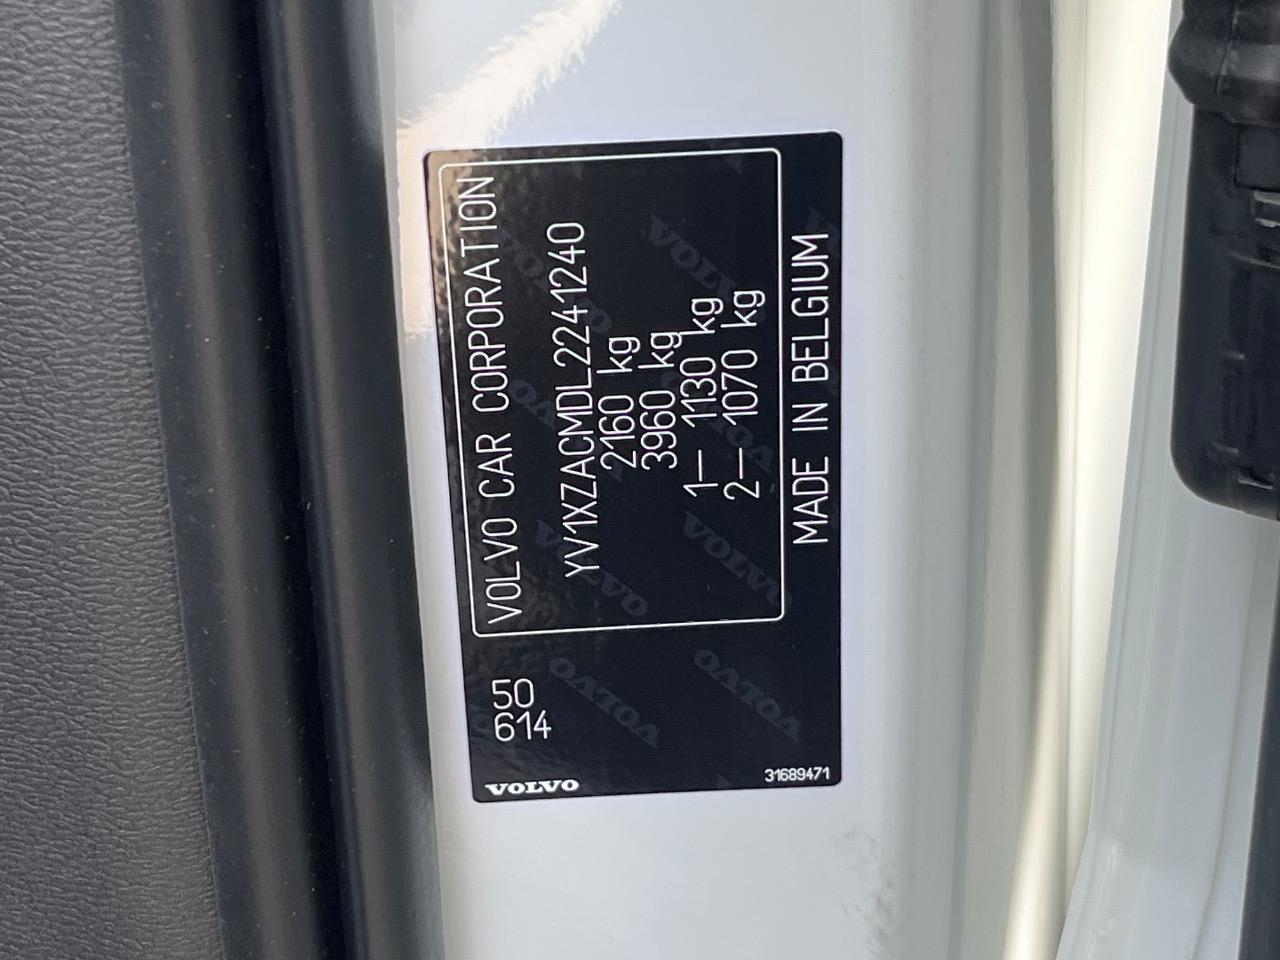 VOLVO CAR CORPORATION
YV1XZACMDL2241240
2160 kg
3960 kg
1— 1130 kg
2— 1070 kg
MADE IN BELGIUM
50
614
VOLVO
31689471